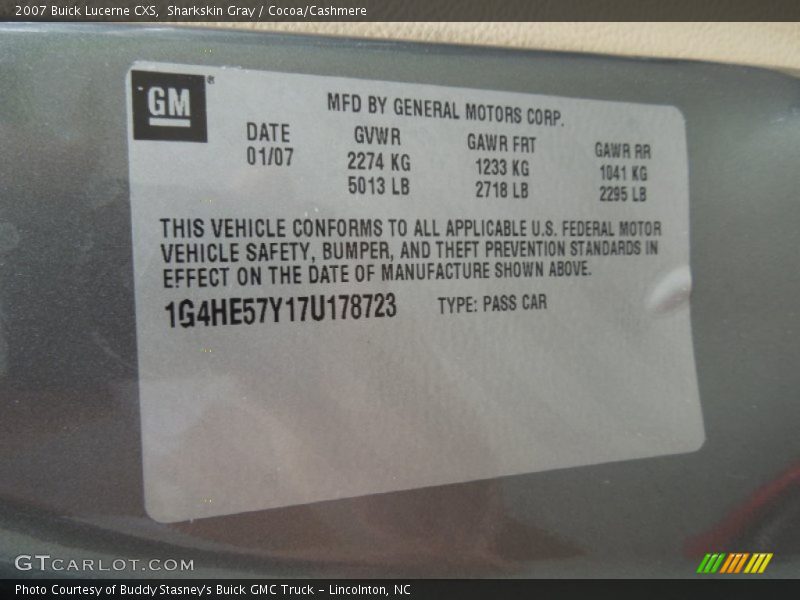 2007 Buick Lucerne CXS, Sharkskin Gray / Cocoa/Cashmere
GM®
MFD BY GENERAL MOTORS CORP.
DATE GVWR GAWR FRT GAWR RR
01/07 2274 KG 1233 KG 1041 KG
5013 LB 2718 LB 2295 LB
THIS VEHICLE CONFORMS TO ALL APPLICABLE U.S. FEDERAL MOTOR
VEHICLE SAFETY, BUMPER, AND THEFT PREVENTION STANDARDS IN
EFFECT ON THE DATE OF MANUFACTURE SHOWN ABOVE.
1G4HE57Y17U178723 TYPE: PASS CAR
GTCARLOT.COM
Photo Courtesy of Buddy Stasney's Buick GMC Truck - Lincolnton, NC